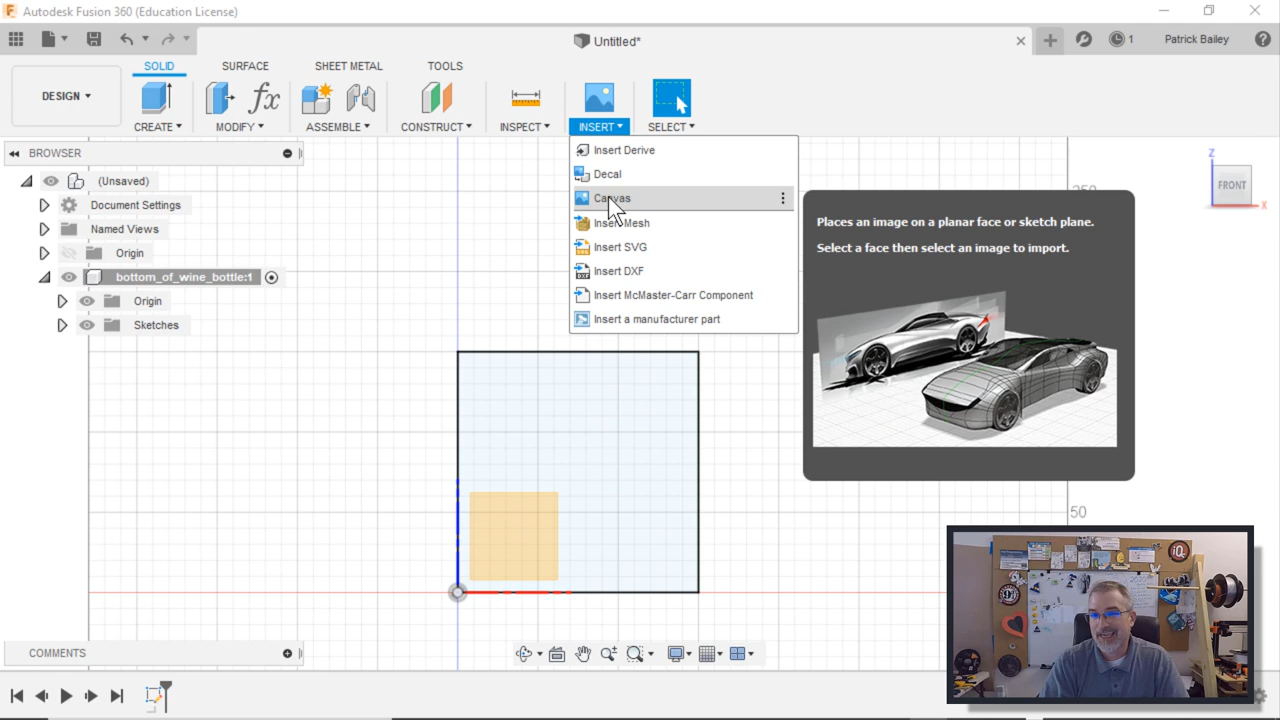 Autodesk Fusion 360 (Education License)
Untitled*
1
Patrick Bailey
SOLID
SURFACE
SHEET METAL
TOOLS
DESIGN
CREATE
MODIFY
ASSEMBLE
CONSTRUCT
INSPECT
INSERT
SELECT
BROWSER
(Unsaved)
Document Settings
Named Views
Origin
bottom_of_wine_bottle:1
Origin
Sketches
Insert Derive
Decal
Canvas
Insert Mesh
Insert SVG
Insert DXF
Insert McMaster-Carr Component
Insert a manufacturer part
Places an image on a planar face or sketch plane.
Select a face then select an image to import.
Z
FRONT
X
50
COMMENTS